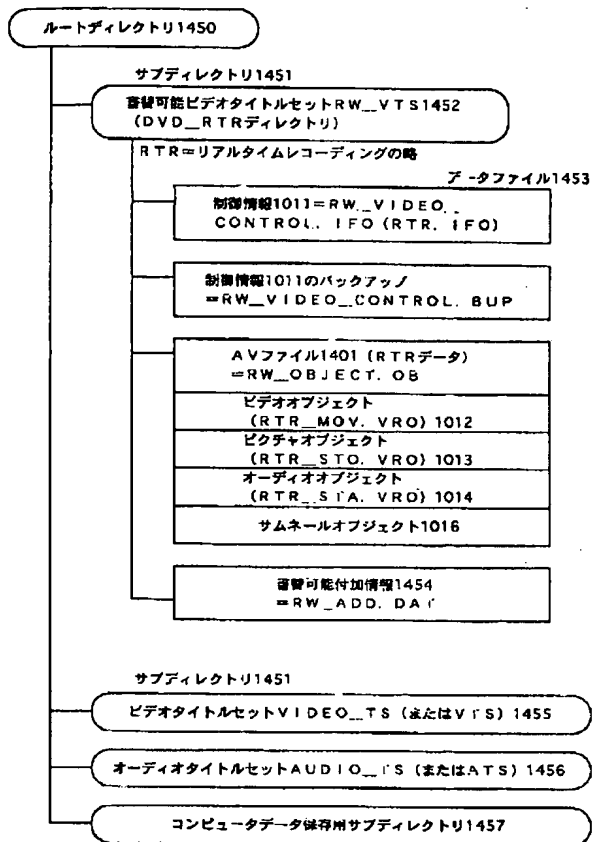 ルートディレクトリ1450
サブディレクトリ1451
書替可能ビデオタイトルセットRW__VTS1452
(DVD__RTRディレクトリ)
RTR=リアルタイムレコーディングの略
データファイル1453
制御情報1011=RW__VIDEO__
CONTROL. IFO (RTR. IFO)
制御情報1011のバックアップ
=RW__VIDEO__CONTROL. BUP
AVファイル1401 (RTRデータ)
=RW__OBJECT. OB
ビデオオブジェクト
(RTR__MOV. VRO) 1012
ピクチャオブジェクト
(RTR__STO. VRO) 1013
オーディオオブジェクト
(RTR__STA. VRO) 1014
サムネールオブジェクト1016
書替可能付加情報1454
=RW__ADD. DAT
サブディレクトリ1451
ビデオタイトルセットVIDEO__TS (またはVTS) 1455
オーディオタイトルセットAUDIO__TS (またはATS) 1456
コンピュータデータ保存用サブディレクトリ1457